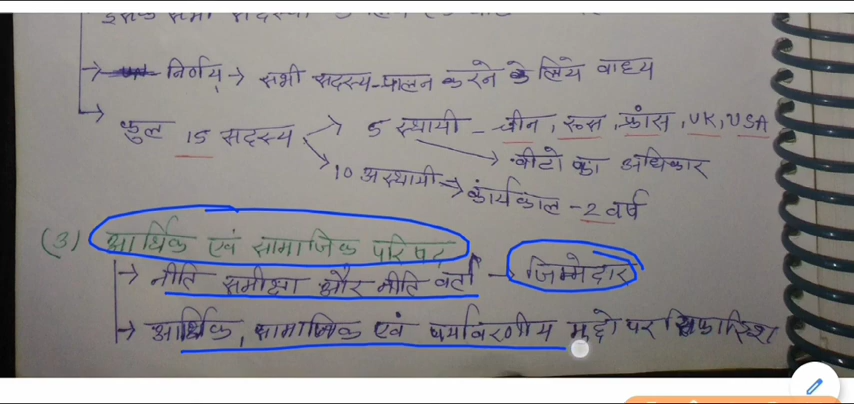 → निर्णय → सभी सदस्य-पालन करने के लिये वाध्य
→ कुल 15 सदस्य → 5 स्थायी - चीन, रूस, फ्रांस, UK, USA
→ वीटो का अधिकार
→ 10 अस्थायी → कार्यकाल - 2 वर्ष
(3) आर्थिक एवं सामाजिक परिषद
→ नीति समीक्षा और नीति वर्ता → जिम्मेदार
→ आर्थिक, सामाजिक एवं पर्यावरणीय मुद्दो पर सिफारिश